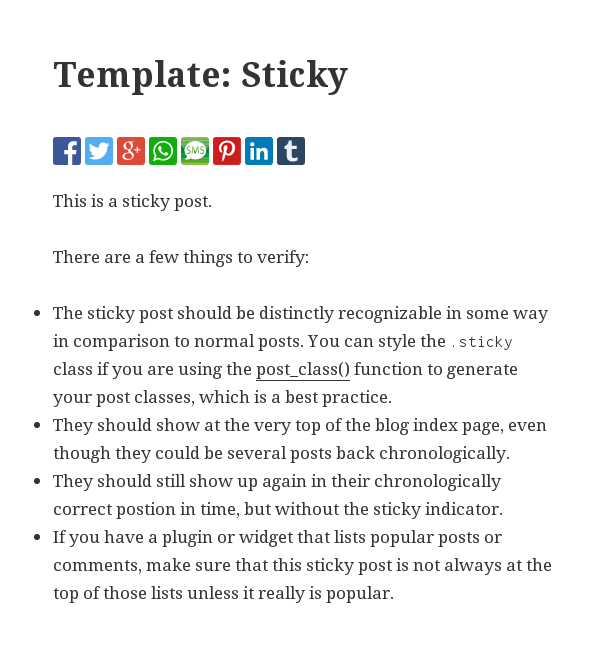 Template: Sticky
SMS
This is a sticky post.
There are a few things to verify:
The sticky post should be distinctly recognizable in some way
in comparison to normal posts. You can style the .sticky
class if you are using the post_class() function to generate
your post classes, which is a best practice.
They should show at the very top of the blog index page, even
though they could be several posts back chronologically.
They should still show up again in their chronologically
correct postion in time, but without the sticky indicator.
If you have a plugin or widget that lists popular posts or
comments, make sure that this sticky post is not always at the
top of those lists unless it really is popular.